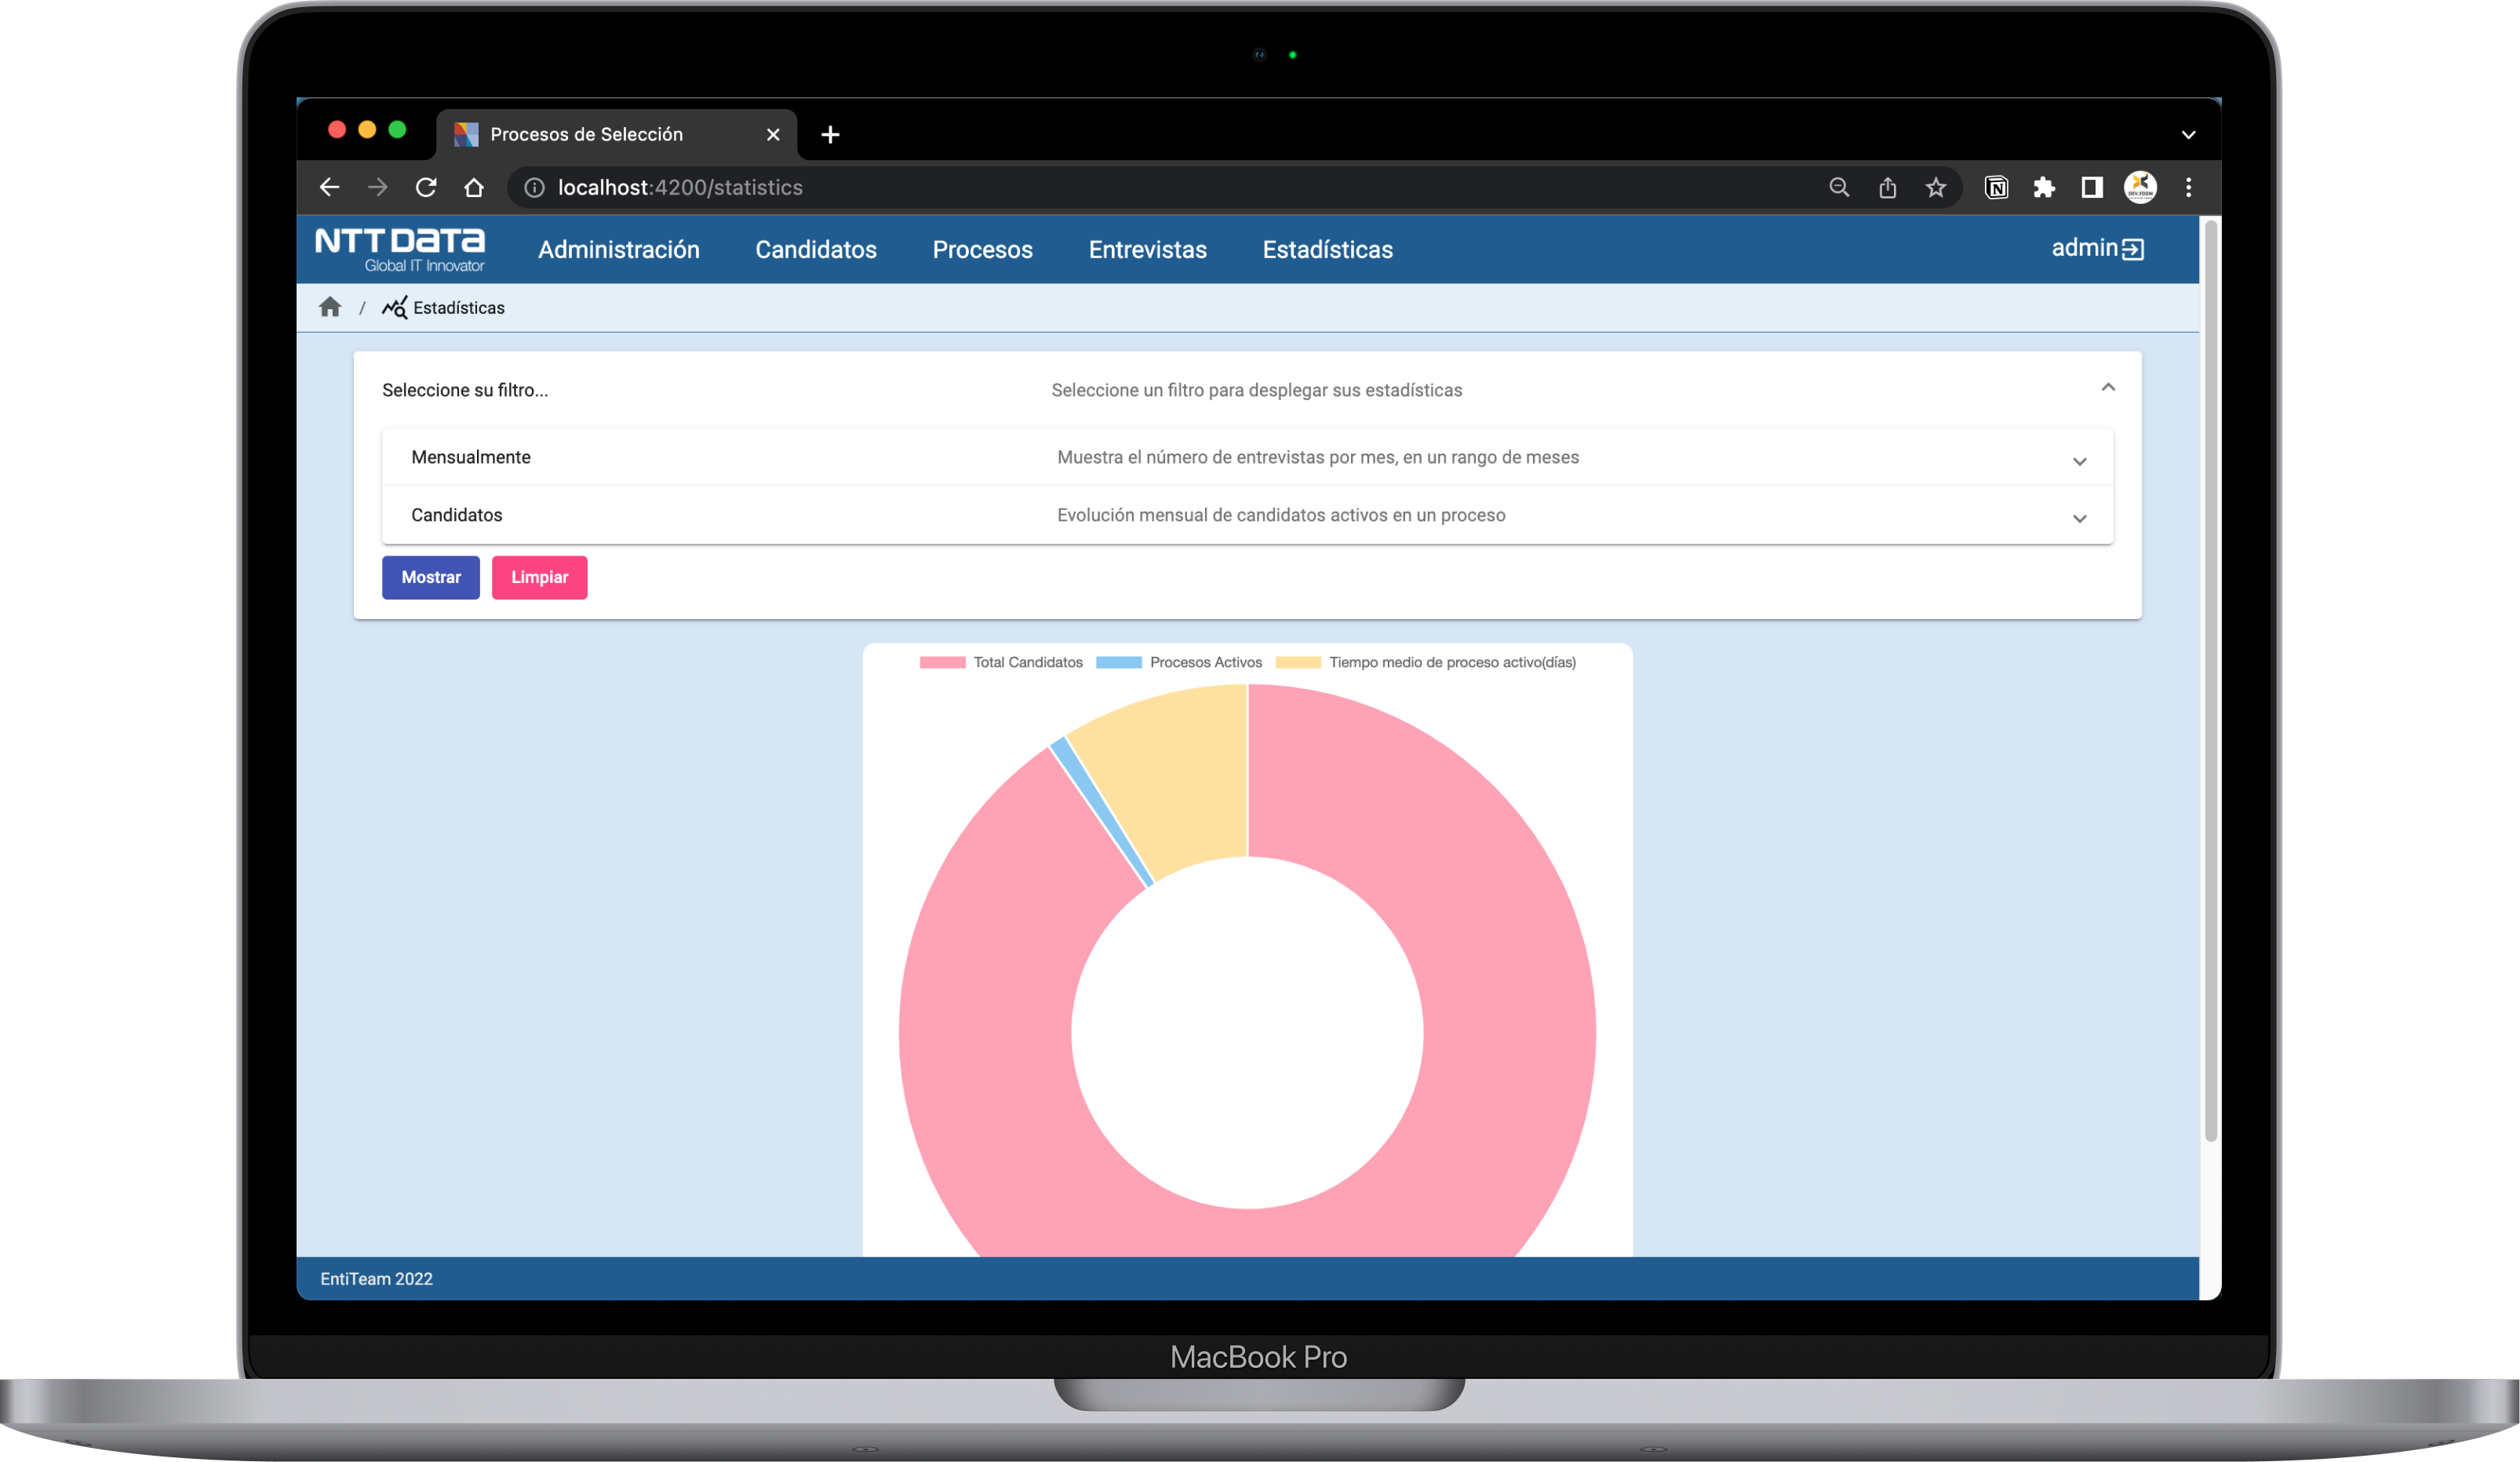 Procesos de Selección
localhost:4200/statistics
NTT DATA
Global IT Innovator
Administración Candidatos Procesos Entrevistas Estadísticas admin
/ Estadísticas
Seleccione su filtro... Seleccione un filtro para desplegar sus estadísticas
Mensualmente Muestra el número de entrevistas por mes, en un rango de meses
Candidatos Evolución mensual de candidatos activos en un proceso
Mostrar Limpiar
Total Candidatos Procesos Activos Tiempo medio de proceso activo(días)
EntiTeam 2022
MacBook Pro